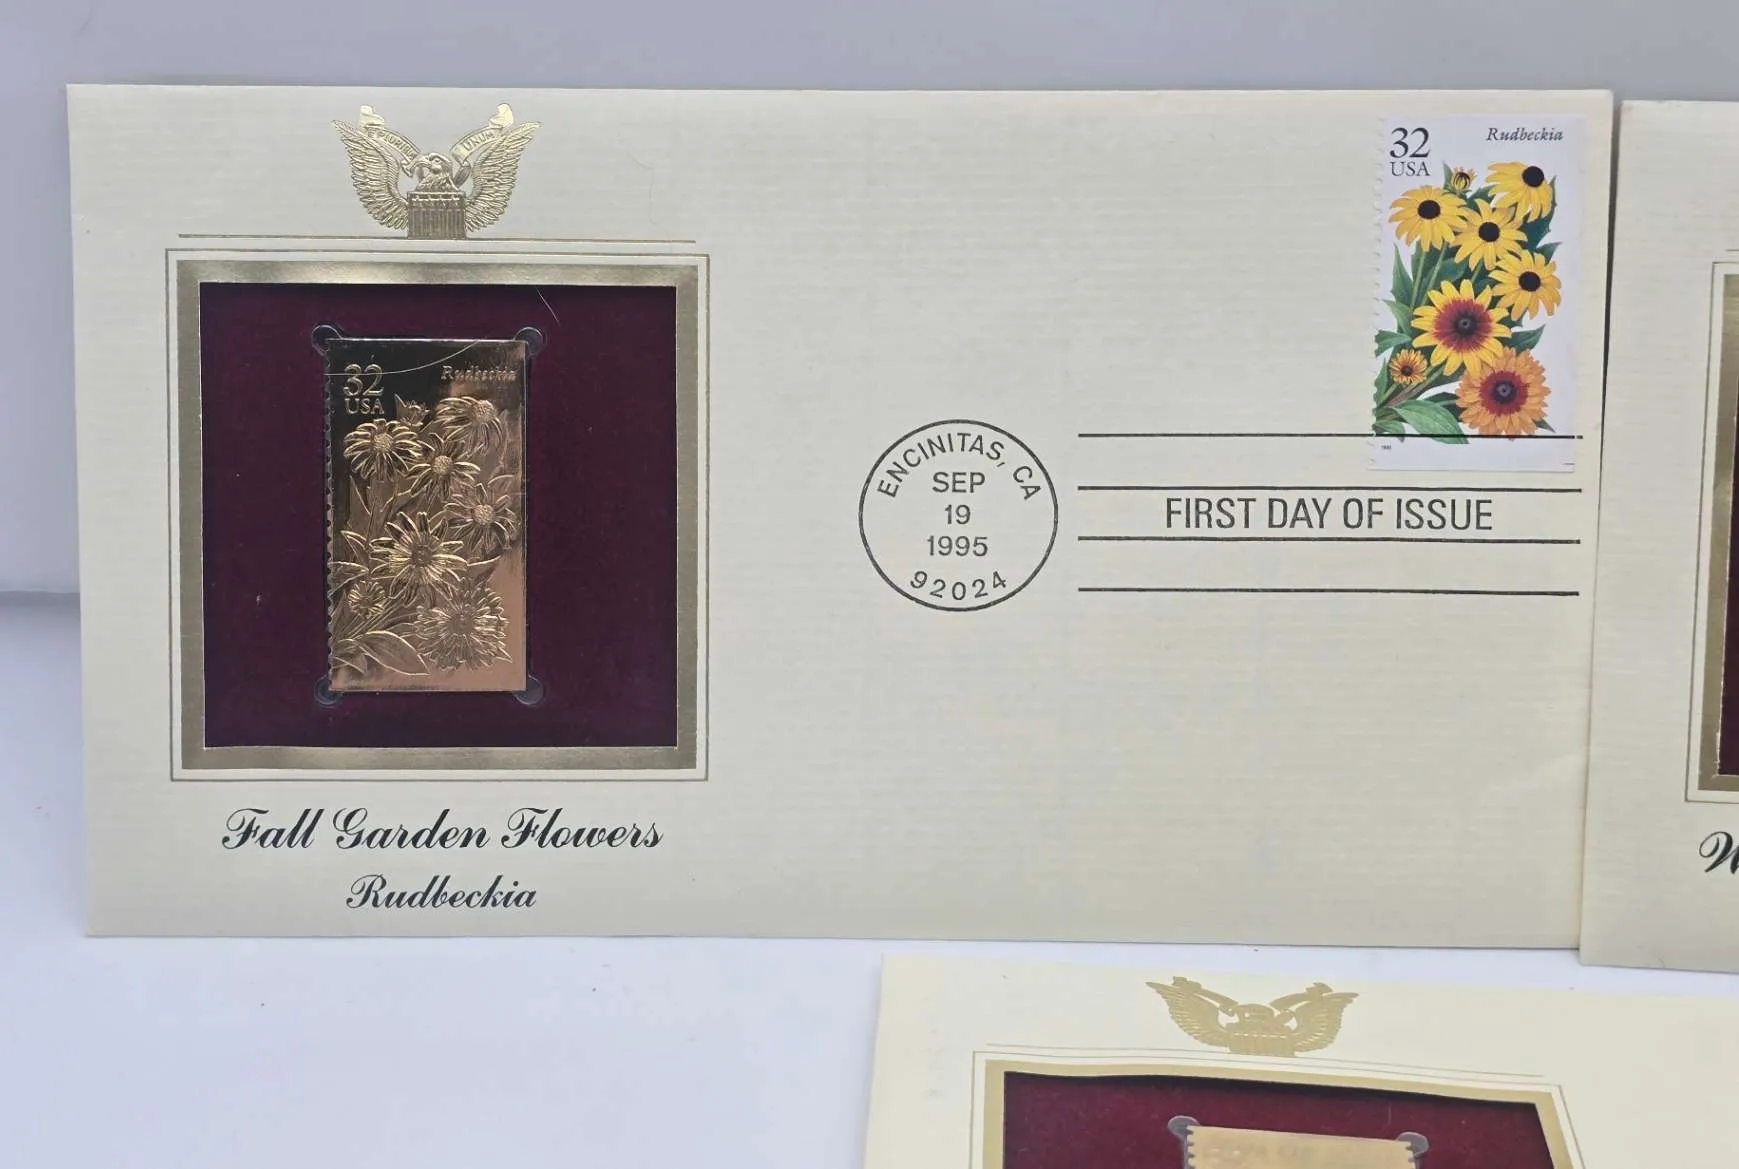 PLURIBUS UNUM
32
USA
Rudbeckia
32
USA
Rudbeckia
ENCINITAS, CA
SEP
19
1995
92024
FIRST DAY OF ISSUE
Fall Garden Flowers
Rudbeckia